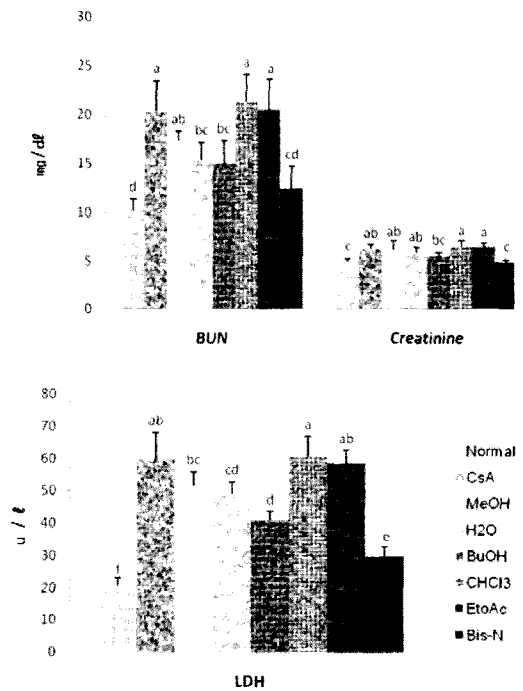 30
25
20
15
10
5
0
mg/dℓ
d
a
ab
bc
bc
a
a
cd
c
ab
ab
ab
bc
a
a
c
BUN
Creatinine
80
70
60
50
40
30
20
10
0
u / ℓ
f
ab
bc
cd
d
a
ab
e
LDH
Normal
CsA
MeOH
H2O
BuOH
CHCl3
EtoAc
Bis-N